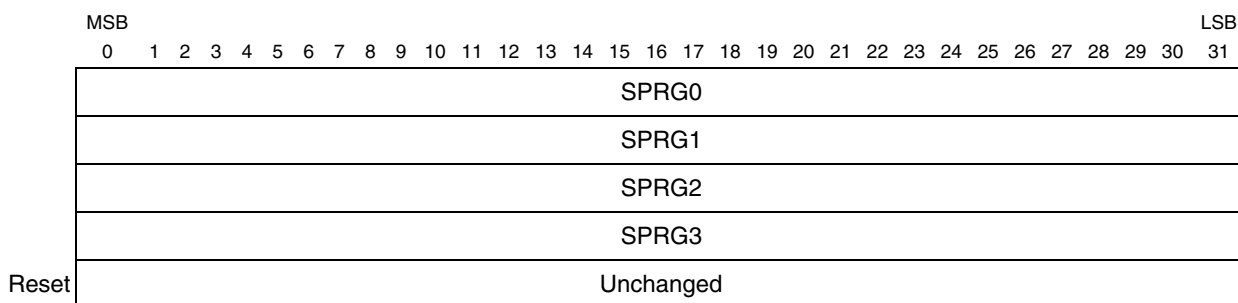 MSB LSB
0 1 2 3 4 5 6 7 8 9 10 11 12 13 14 15 16 17 18 19 20 21 22 23 24 25 26 27 28 29 30 31
SPRG0
SPRG1
SPRG2
SPRG3
Reset Unchanged